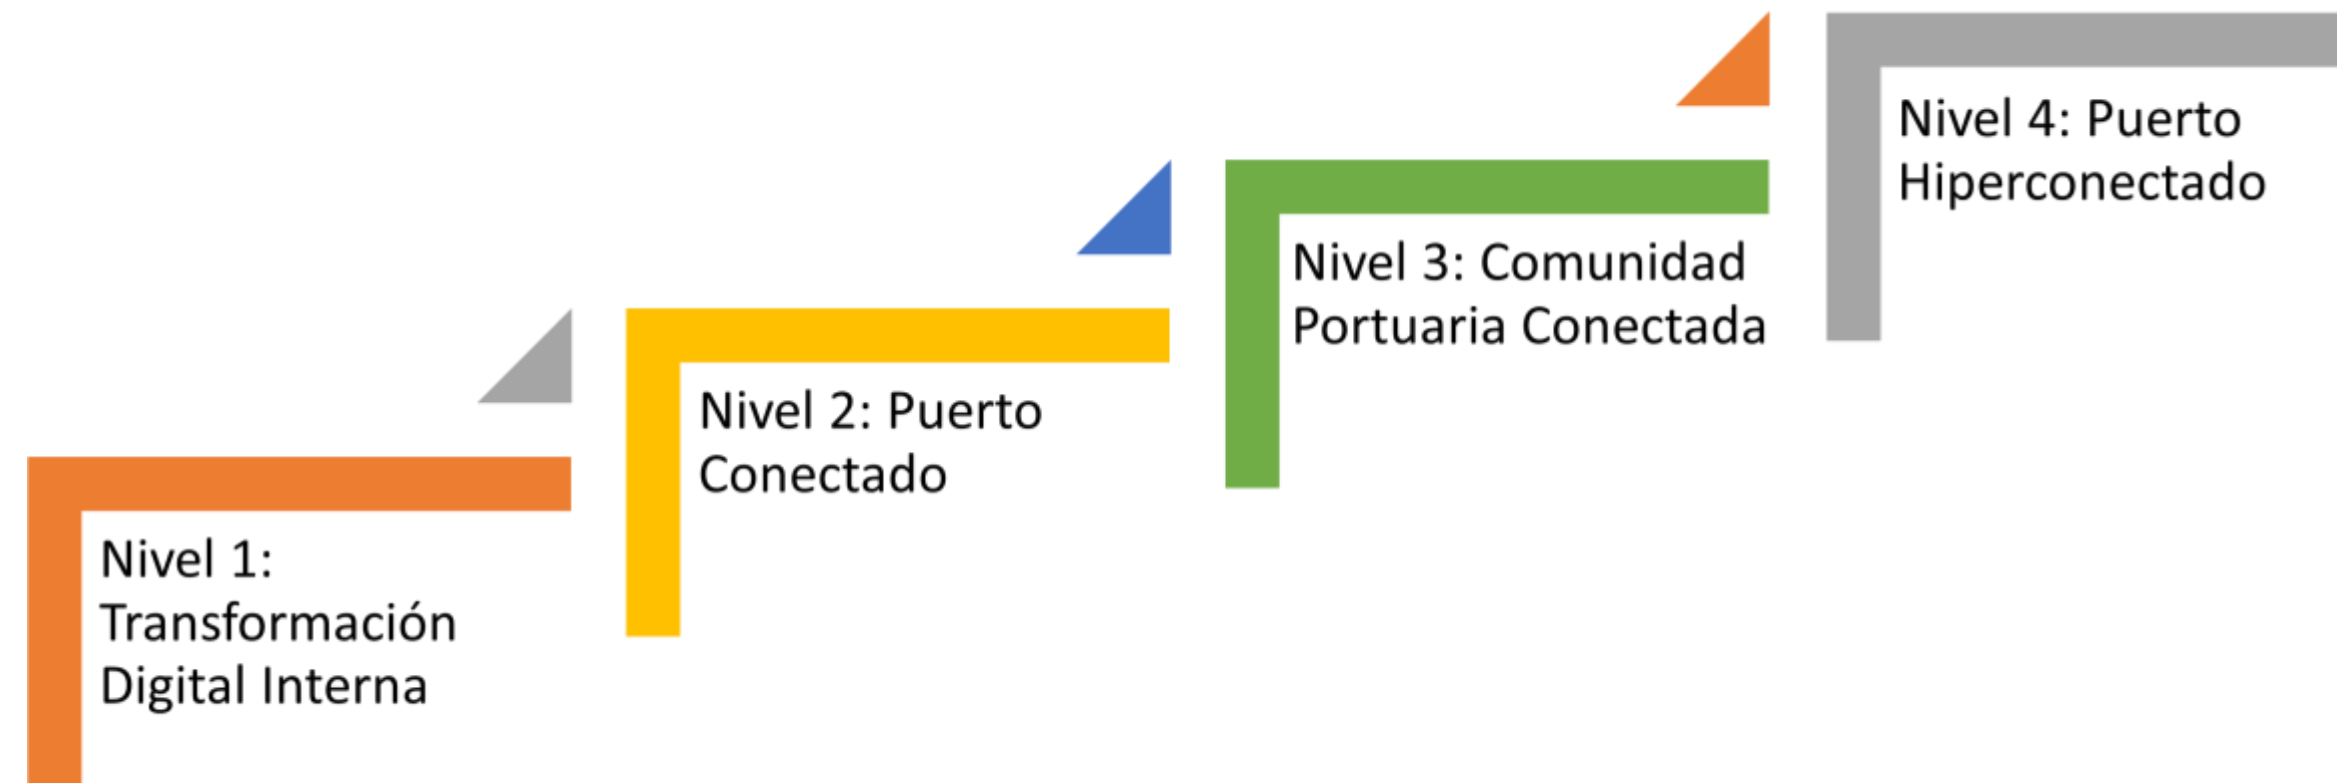 Nivel 1:
Transformación
Digital Interna
Nivel 2: Puerto
Conectado
Nivel 3: Comunidad
Portuaria Conectada
Nivel 4: Puerto
Hiperconectado